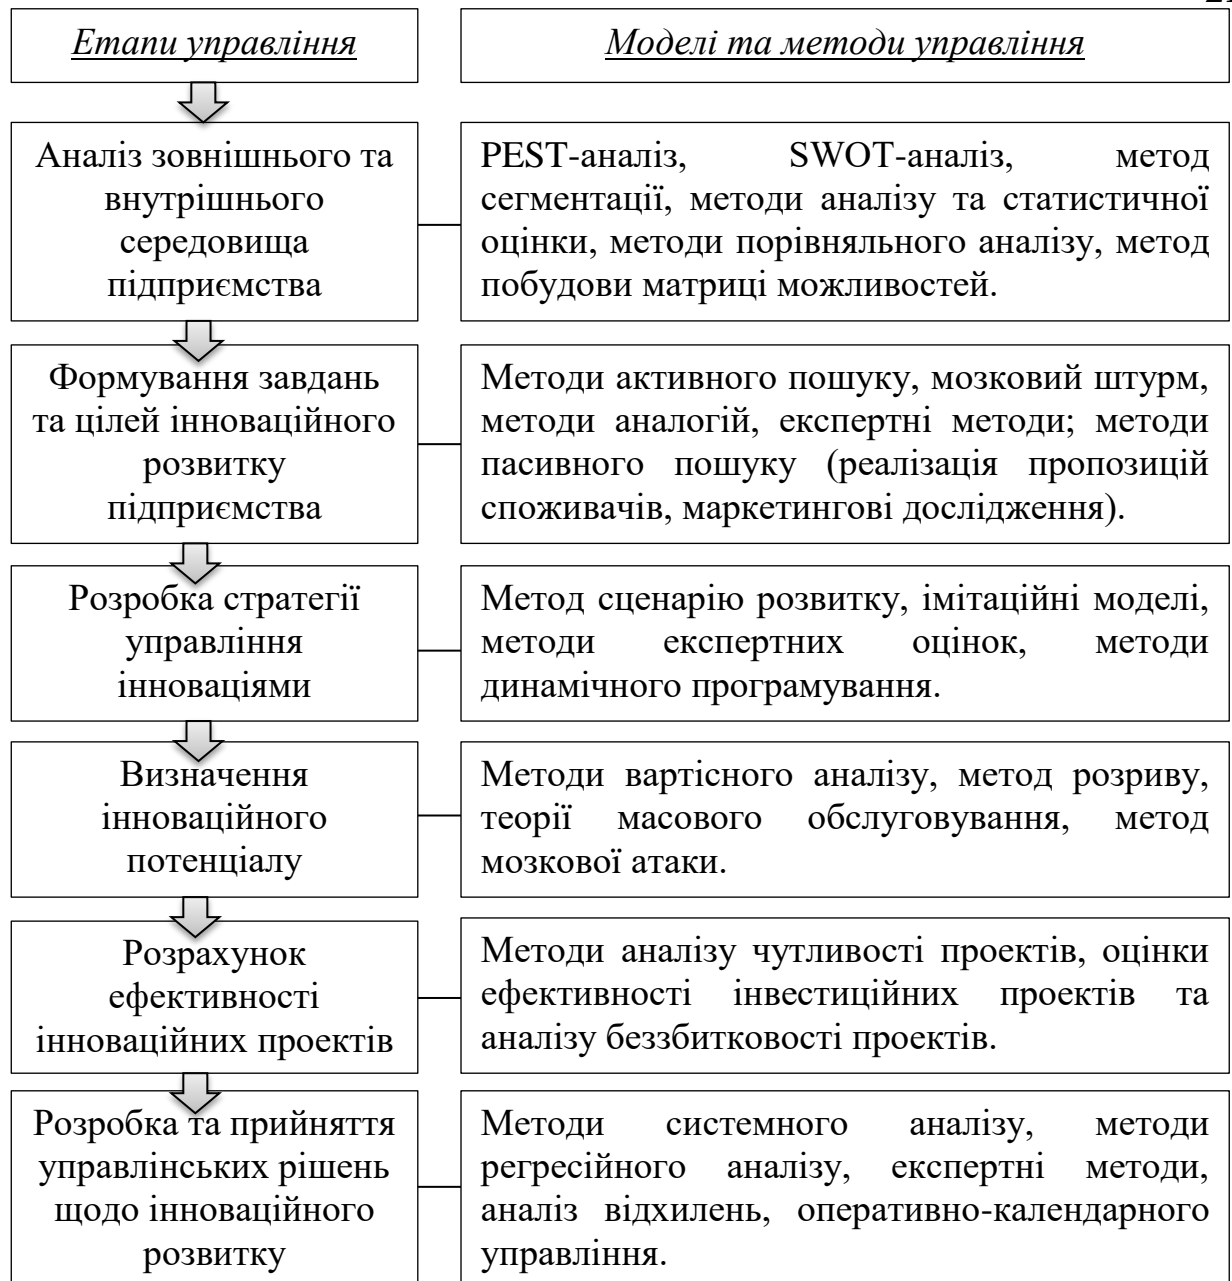 Етапи управління
Моделі та методи управління
Аналіз зовнішнього та
внутрішнього
середовища
підприємства
PEST-аналіз, SWOT-аналіз, метод
сегментації, методи аналізу та статистичної
оцінки, методи порівняльного аналізу, метод
побудови матриці можливостей.
Формування завдань
та цілей інноваційного
розвитку
підприємства
Методи активного пошуку, мозковий штурм,
методи аналогій, експертні методи; методи
пасивного пошуку (реалізація пропозицій
споживачів, маркетингові дослідження).
Розробка стратегії
управління
інноваціями
Метод сценарію розвитку, імітаційні моделі,
методи експертних оцінок, методи
динамічного програмування.
Визначення
інноваційного
потенціалу
Методи вартісного аналізу, метод розриву,
теорії масового обслуговування, метод
мозкової атаки.
Розрахунок
ефективності
інноваційних проектів
Методи аналізу чутливості проектів, оцінки
ефективності інвестиційних проектів та
аналізу беззбитковості проектів.
Розробка та прийняття
управлінських рішень
щодо інноваційного
розвитку
Методи системного аналізу, методи
регресійного аналізу, експертні методи,
аналіз відхилень, оперативно-календарного
управління.